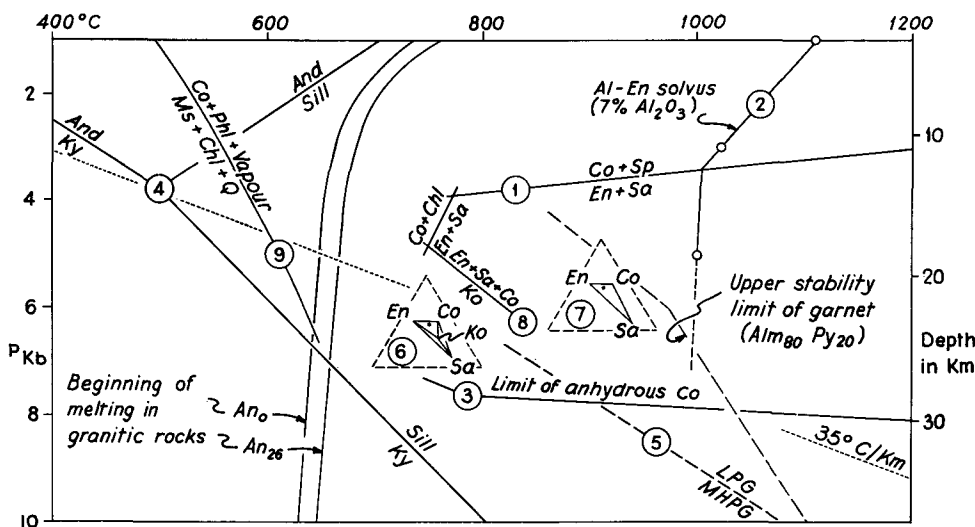 400 °C
600
800
1000
1200
And
Sill
Co+Phl+Vapour
Ms+Chl+Q
And
Ky
4
9
Al-En solvus
(7% Al2O3)
2
10
1
Co+Sp
En+Sa
Co+Chl
En+Sa
En+Sa+Co
Ko
8
En
Co
7
Sa
Upper stability
limit of garnet
(Alm80 Py20)
20
En
Co
Ko
6
Sa
2
4
6
PKb
8
10
Depth
in Km
30
Beginning of
melting in
granitic rocks
An0
An26
3
Limit of anhydrous Co
Sill
Ky
5
LPG
MHPG
35°C/Km